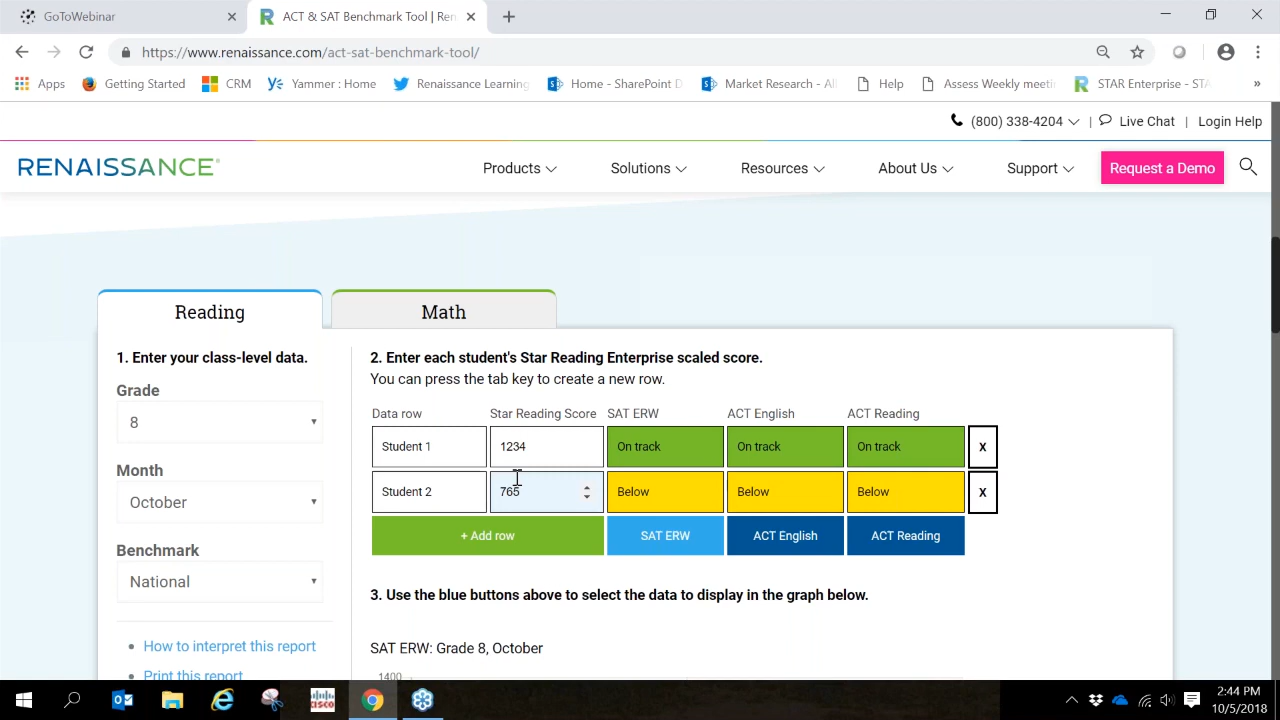 GoToWebinar
ACT & SAT Benchmark Tool | Ren
https://www.renaissance.com/act-sat-benchmark-tool/
Apps Getting Started CRM Yammer : Home Renaissance Learning Home - SharePoint D Market Research - All Help Assess Weekly meeti STAR Enterprise - STA »
(800) 338-4204 | Live Chat | Login Help
RENAISSANCE® Products Solutions Resources About Us Support Request a Demo
Reading Math
1. Enter your class-level data.
Grade
8
Month
October
Benchmark
National
• How to interpret this report
• Print this report
2. Enter each student's Star Reading Enterprise scaled score.
You can press the tab key to create a new row.
Data row Star Reading Score SAT ERW ACT English ACT Reading
Student 1 1234 On track On track On track X
Student 2 765 Below Below Below X
+ Add row SAT ERW ACT English ACT Reading
3. Use the blue buttons above to select the data to display in the graph below.
SAT ERW: Grade 8, October
1400
CISCO
2:44 PM
10/5/2018